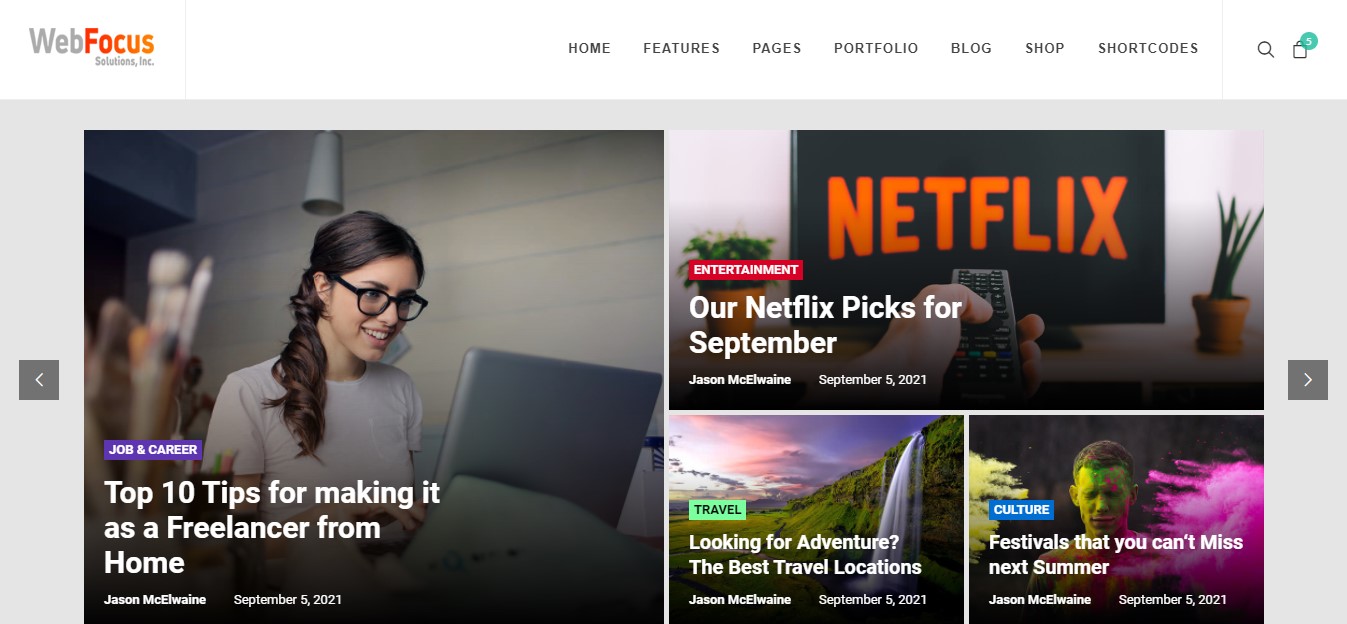 WebFocus
Solutions, Inc.
HOME FEATURES PAGES PORTFOLIO BLOG SHOP SHORTCODES
5
JOB & CAREER
Top 10 Tips for making it
as a Freelancer from
Home
Jason McElwaine September 5, 2021
NETFLIX
ENTERTAINMENT
Our Netflix Picks for
September
Jason McElwaine September 5, 2021
TRAVEL
Looking for Adventure?
The Best Travel Locations
Jason McElwaine September 5, 2021
CULTURE
Festivals that you can‘t Miss
next Summer
Jason McElwaine September 5, 2021